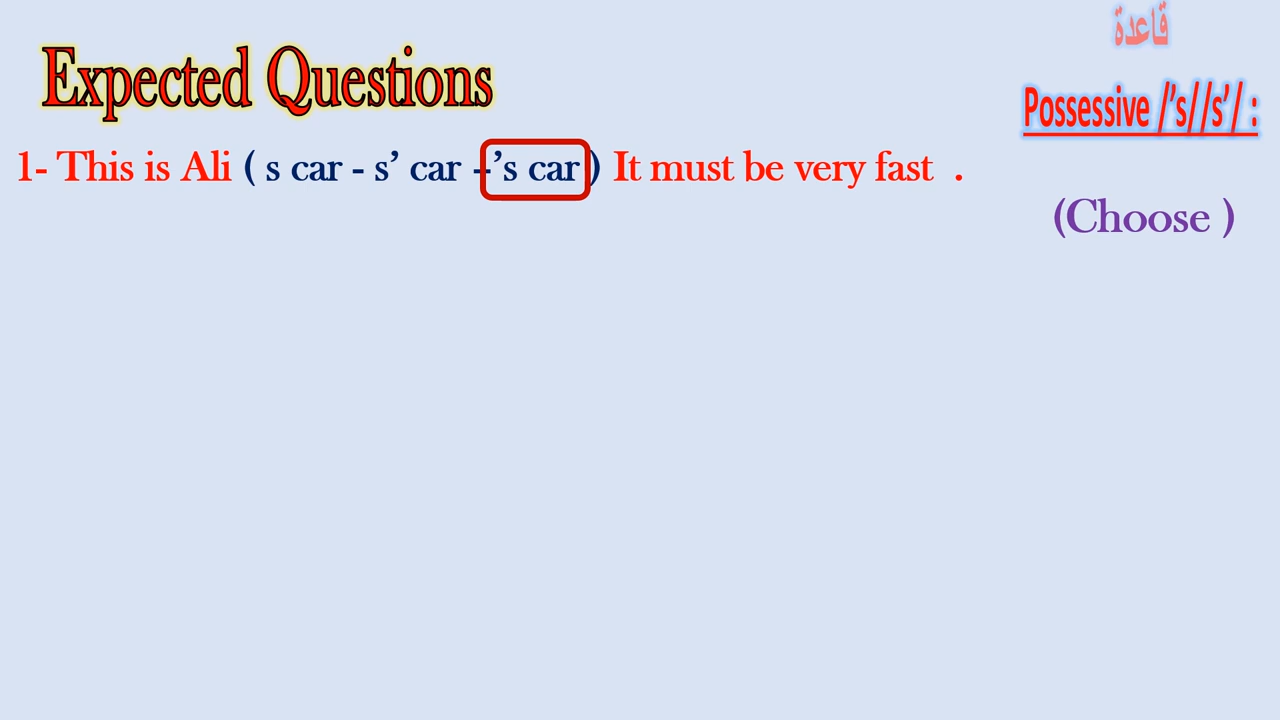 قاعدة
Expected Questions
Possessive /’s//s’/ :
1- This is Ali ( s car - s’ car -’s car ) It must be very fast .
(Choose )